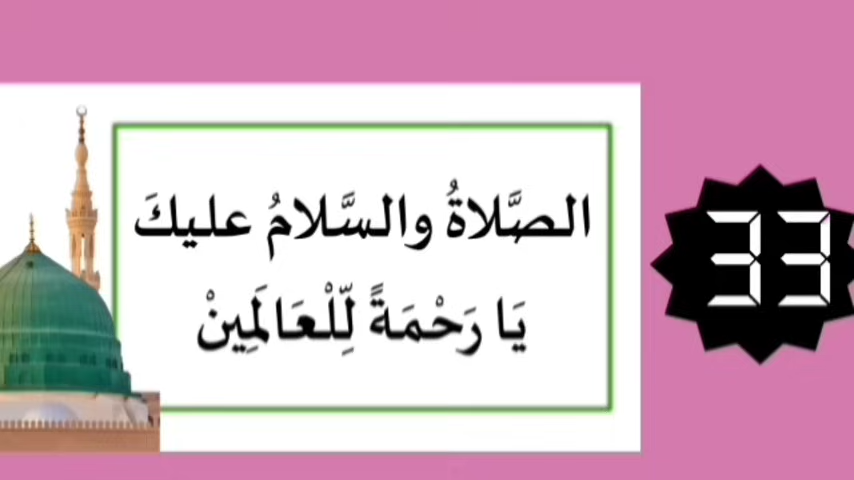 الصَّلاةُ والسَّلامُ عليكَ
يَا رَحْمَةً لِّلْعَالَمِينْ
33